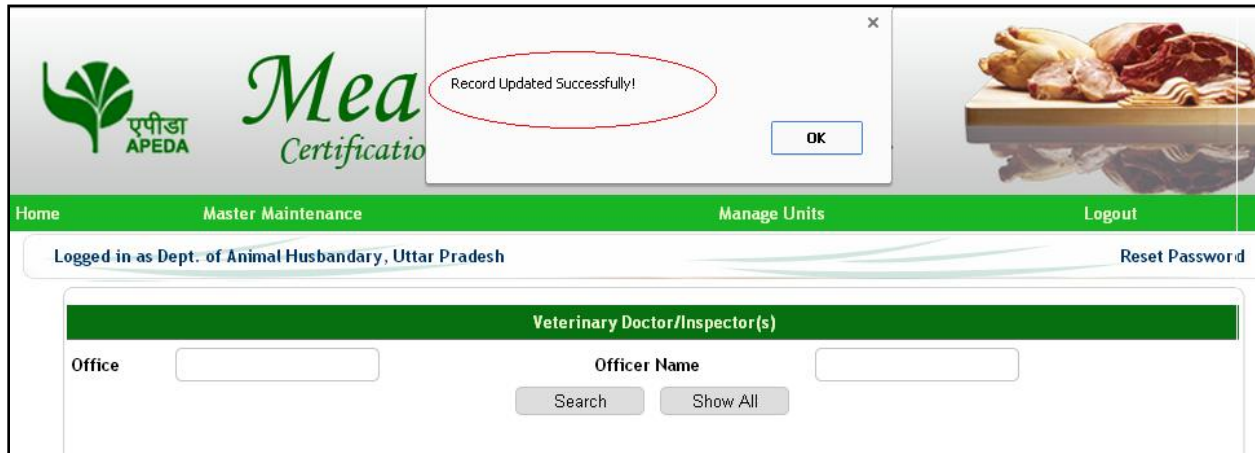 एपीडा
APEDA
Mea
Certificatio
Record Updated Successfully!
OK
Home Master Maintenance Manage Units Logout
Logged in as Dept. of Animal Husbandary, Uttar Pradesh Reset Password
Veterinary Doctor/Inspector(s)
Office Officer Name
Search Show All